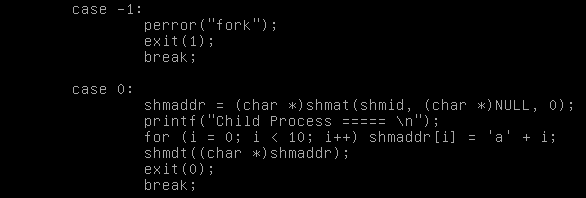 case -1:
perror("fork");
exit(1);
break;
case 0:
shmaddr = (char *)shmat(shmid, (char *)NULL, 0);
printf("Child Process ===== \n");
for (i = 0; i < 10; i++) shmaddr[i] = 'a' + i;
shmdt((char *)shmaddr);
exit(0);
break;